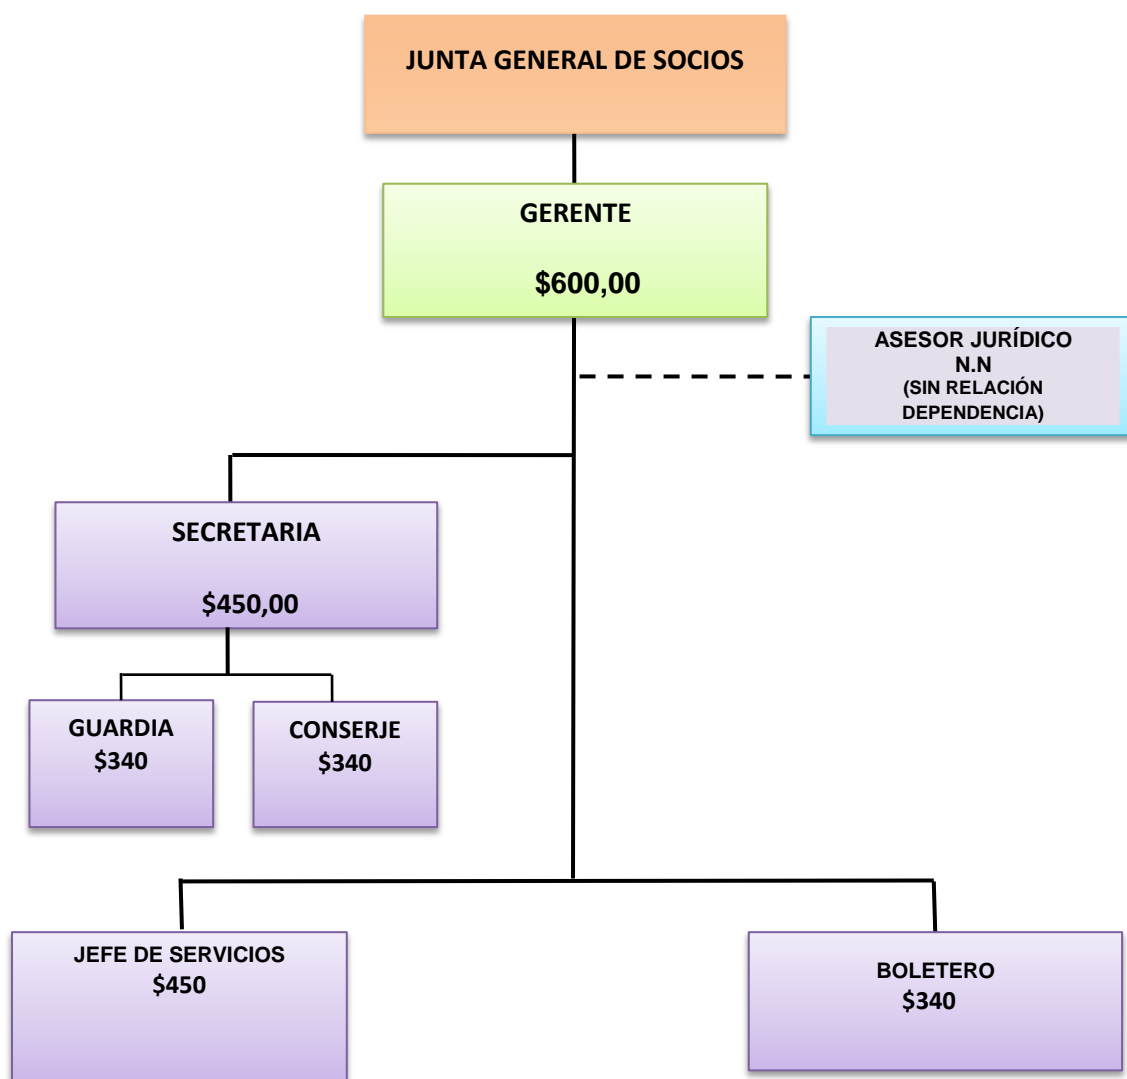 JUNTA GENERAL DE SOCIOS
GERENTE
$600,00
ASESOR JURÍDICO
N.N
(SIN RELACIÓN
DEPENDENCIA)
SECRETARIA
$450,00
GUARDIA
$340
CONSERJE
$340
JEFE DE SERVICIOS
$450
BOLETERO
$340